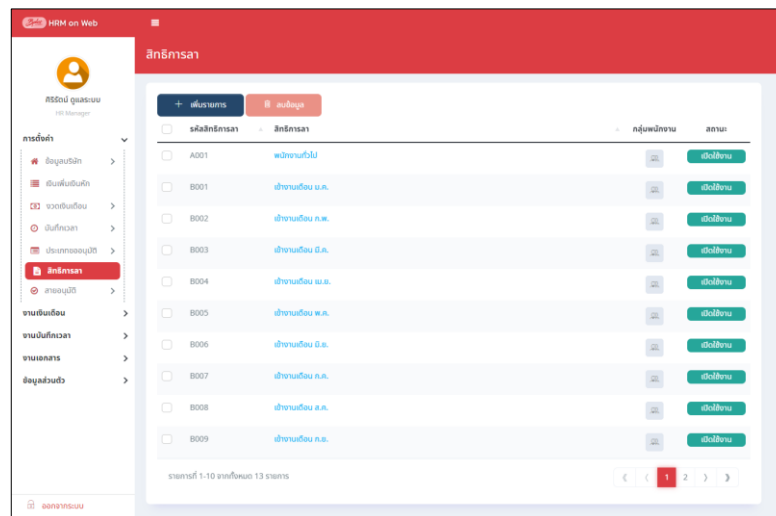 HRM on Web
สิทธิการลา
ศิริรัตน์ ดูแลระบบ
HR Manager
การตั้งค่า
ข้อมูลบริษัท
เงินเพิ่มเงินหัก
งวดเงินเดือน
บันทึกเวลา
ประเภทขออนุมัติ
สิทธิการลา
สายอนุมัติ
งานเงินเดือน
งานบันทึกเวลา
งานเอกสาร
ข้อมูลส่วนตัว
ออกจากระบบ
+ เพิ่มรายการ ลบข้อมูล
รหัสสิทธิการลา สิทธิการลา กลุ่มพนักงาน สถานะ
A001 พนักงานทั่วไป เปิดใช้งาน
B001 เข้างานเดือน ม.ค. เปิดใช้งาน
B002 เข้างานเดือน ก.พ. เปิดใช้งาน
B003 เข้างานเดือน มี.ค. เปิดใช้งาน
B004 เข้างานเดือน เม.ย. เปิดใช้งาน
B005 เข้างานเดือน พ.ค. เปิดใช้งาน
B006 เข้างานเดือน มิ.ย. เปิดใช้งาน
B007 เข้างานเดือน ก.ค. เปิดใช้งาน
B008 เข้างานเดือน ส.ค. เปิดใช้งาน
B009 เข้างานเดือน ก.ย. เปิดใช้งาน
รายการที่ 1-10 จากทั้งหมด 13 รายการ 1 2